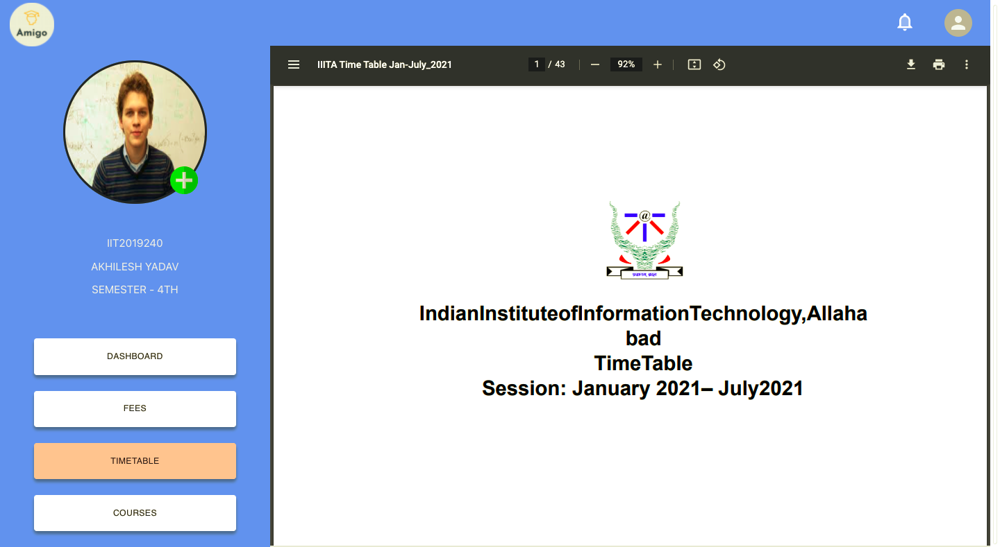 Amigo
IIITA Time Table Jan-July_2021
1 / 43
92%
IIT2019240
AKHILESH YADAV
SEMESTER - 4TH
DASHBOARD
FEES
TIMETABLE
COURSES
@
IndianInstituteofInformationTechnology,Allaha
bad
TimeTable
Session: January 2021– July2021